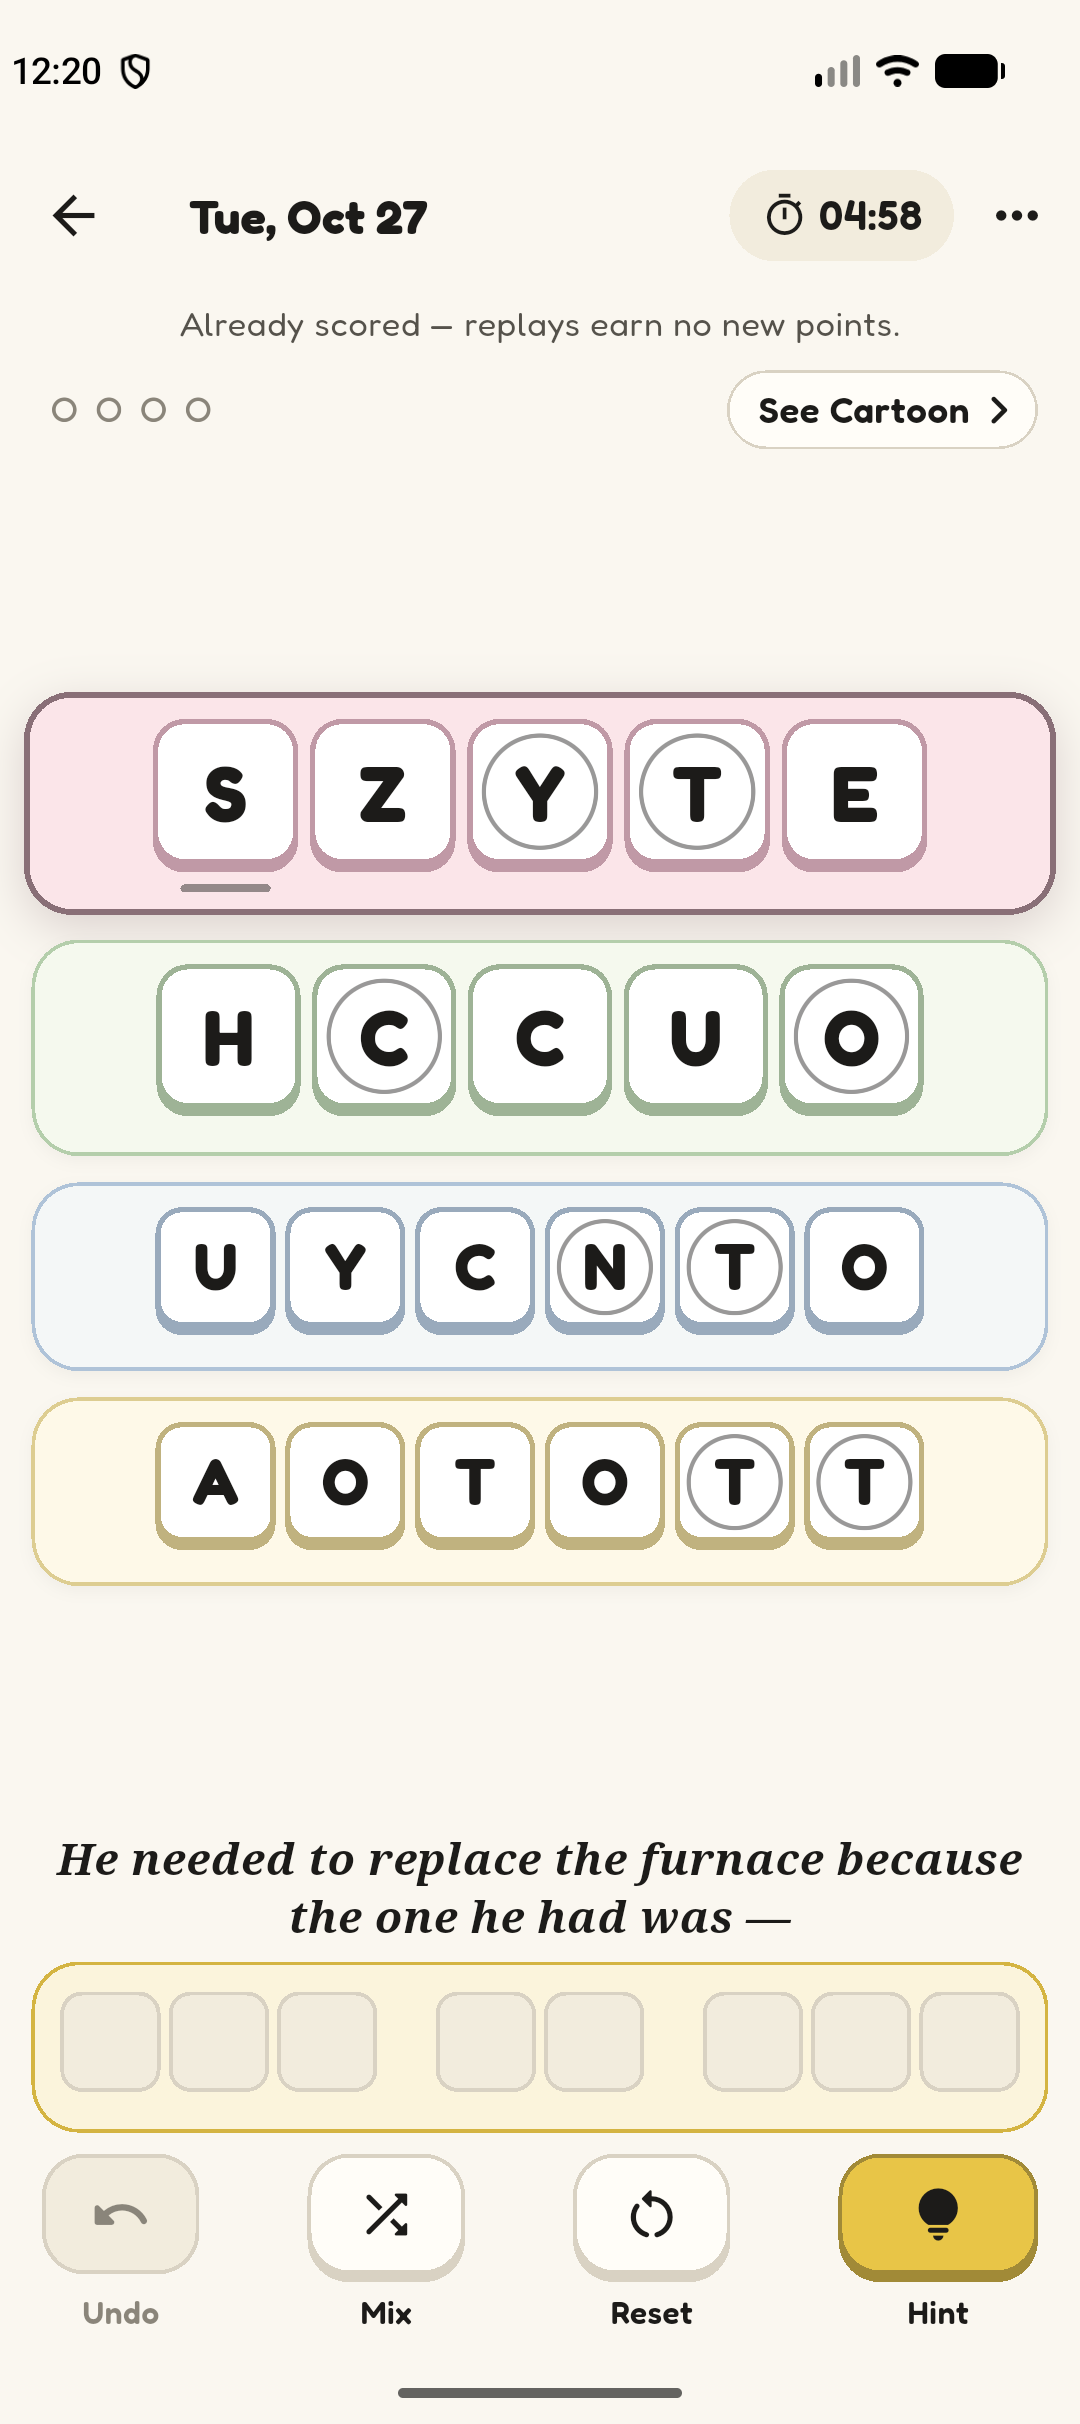 12:20
Tue, Oct 27
04:58
Already scored — replays earn no new points.
See Cartoon
S Z Y T E
H C C U O
U Y C N T O
A O T O T T
He needed to replace the furnace because
the one he had was —
Undo
Mix
Reset
Hint